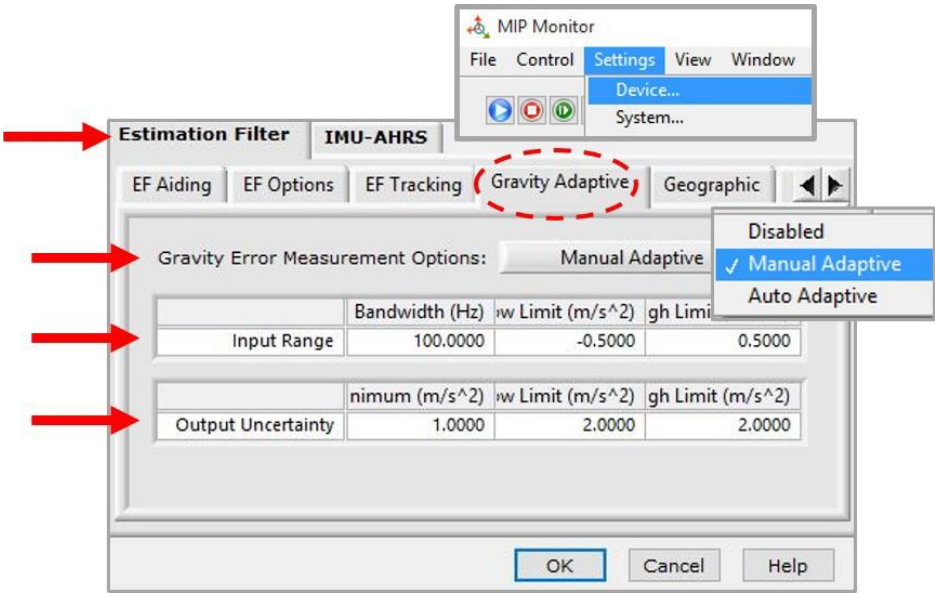 MIP Monitor
File Control Settings View Window
Device...
System...
Estimation Filter IMU-AHRS
EF Aiding EF Options EF Tracking Gravity Adaptive Geographic
Gravity Error Measurement Options: Manual Adaptive
Disabled
✓ Manual Adaptive
Auto Adaptive
Bandwidth (Hz) ow Limit (m/s^2) gh Limi
Input Range 100.0000 -0.5000 0.5000
nimum (m/s^2) ow Limit (m/s^2) gh Limit (m/s^2)
Output Uncertainty 1.0000 2.0000 2.0000
OK Cancel Help